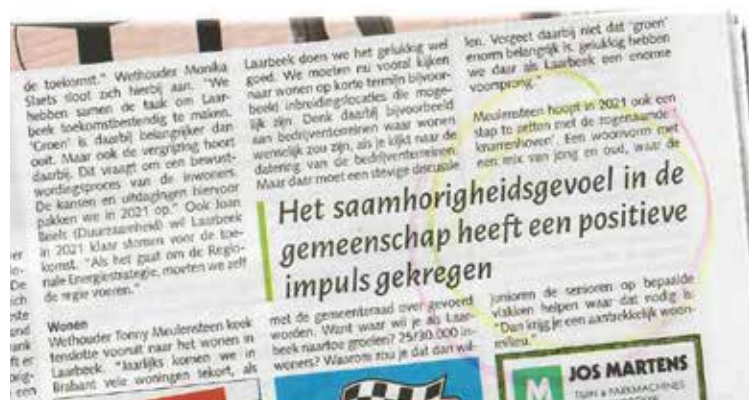 de toekomst." Wethouder Monika
Slaets sloot zich hierbij aan. "We
hebben samen de taak om Laar-
beek toekomstbestendig te maken.
'Groen' is daarbij belangrijker dan
ooit. Maar ook de vergrijzing hoort
daarbij. Dit vraagt om een bewust-
wordingsproces van de inwoners.
De kansen en uitdagingen hiervoor
pakken we in 2021 op." Ook Joan
Beels (Duurzaamheid) wil Laarbeek
in 2021 klaar stomen voor de toe-
komst. "Als het gaat om de Regio-
nale Energiestrategie, moeten we zelf
de regie voeren."
Wonen
Wethouder Tonny Meulensteen keek
tenslotte vooruit naar het wonen in
Laarbeek. "Jaarlijks komen we in
Brabant vele woningen tekort, als
Laarbeek doen we het gelukkig wel
goed. We moeten nu vooral kijken
naar wonen op korte termijn bijvoor-
beeld inbreidingslocaties die moge-
lijk zijn. Denk daarbij bijvoorbeeld
aan bedrijventerreinen waar wonen
wenselijk zou zijn, als je kijkt naar de
datering van de bedrijventerreinen.
Maar daar moet een stevige discussie
Het saamhorigheidsgevoel in de
gemeenschap heeft een positieve
impuls gekregen
met de gemeenteraad over gevoerd
worden. Want waar wil je als Laar-
beek naartoe groeien? 25/30.000 in-
woners? Waarom zou je dat dan wil-
len. Vergeet daarbij niet dat 'groen'
enorm belangrijk is, gelukkig hebben
we daar als Laarbeek een enorme
voorsprong."
Meulensteen hoopt in 2021 ook een
stap te zetten met de zogenaamde
'knarrenhoven'. Een woonvorm met
een mix van jong en oud, waar de
junioren de senioren op bepaalde
vlakken helpen waar dat nodig is.
"Dan krijg je een aantrekkelijk woon-
milieu."
M
JOS MARTENS
TUIN & PARKMACHINES